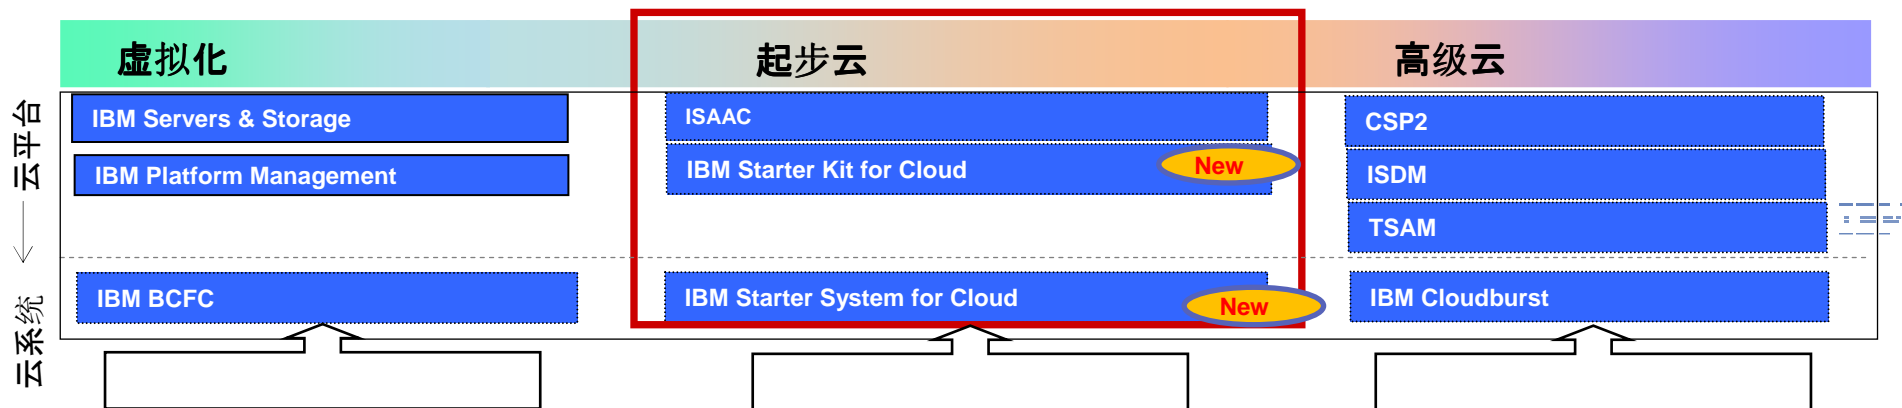 虚拟化
起步云
高级云
云平台
IBM Servers & Storage
IBM Platform Management
ISAAC
IBM Starter Kit for Cloud
New
CSP2
ISDM
TSAM
云系统
IBM BCFC
IBM Starter System for Cloud
New
IBM Cloudburst